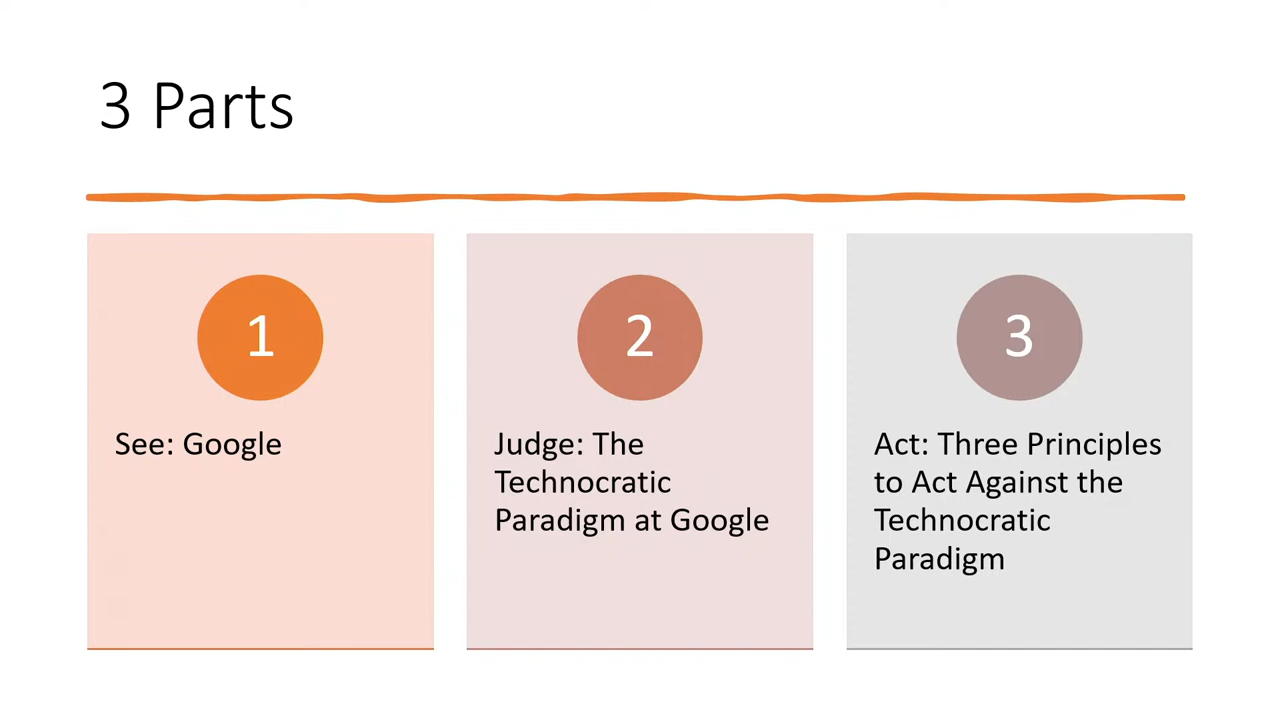 3 Parts
1
See: Google
2
Judge: The
Technocratic
Paradigm at Google
3
Act: Three Principles
to Act Against the
Technocratic
Paradigm